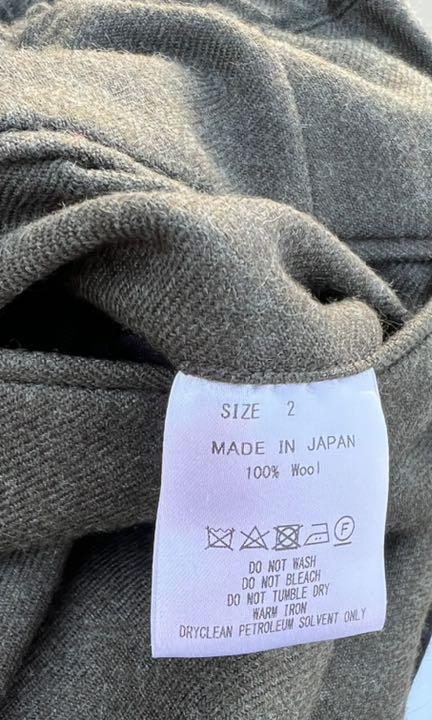 SIZE 2
MADE IN JAPAN
100% Wool
F
DO NOT WASH
DO NOT BLEACH
DO NOT TUMBLE DRY
WARM IRON
DRYCLEAN PETROLEUM SOLVENT ONLY